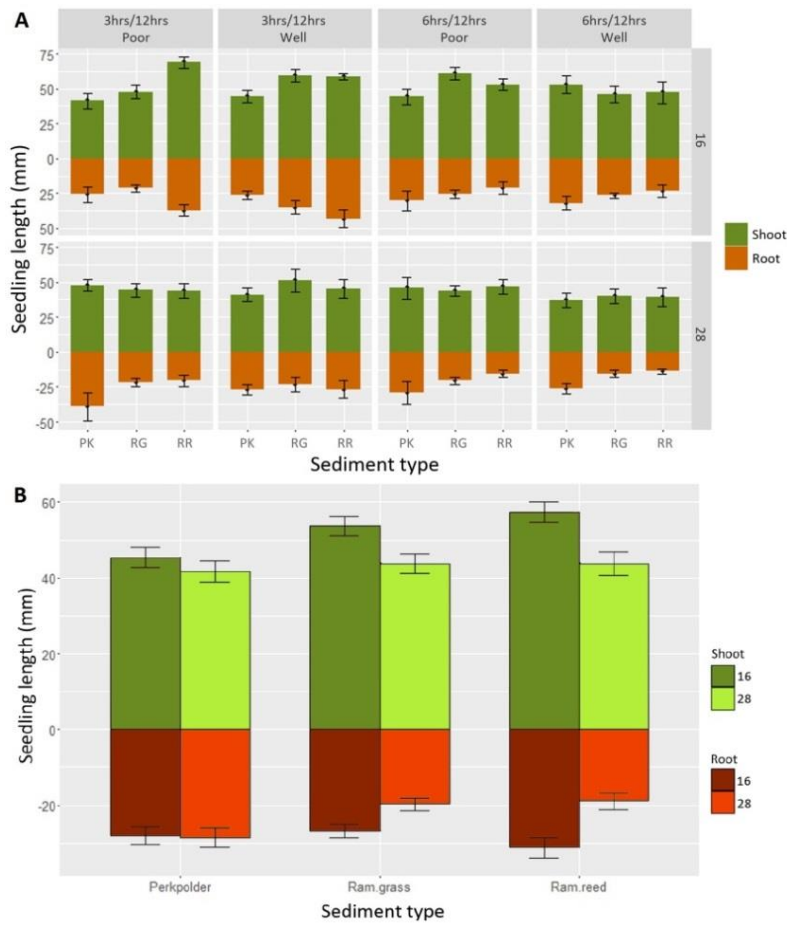 A
3hrs/12hrs
Poor
3hrs/12hrs
Well
6hrs/12hrs
Poor
6hrs/12hrs
Well
75
50
25
0
25
50
16
75
50
25
0
-25
-50
28
Seedling length (mm)
PK RG RR PK RG RR PK RG RR PK RG RR
Sediment type
Shoot
Root
B
60
40
20
0
-20
Seedling length (mm)
Perkpolder Ram.grass Ram.reed
Sediment type
Shoot
16
28
Root
16
28